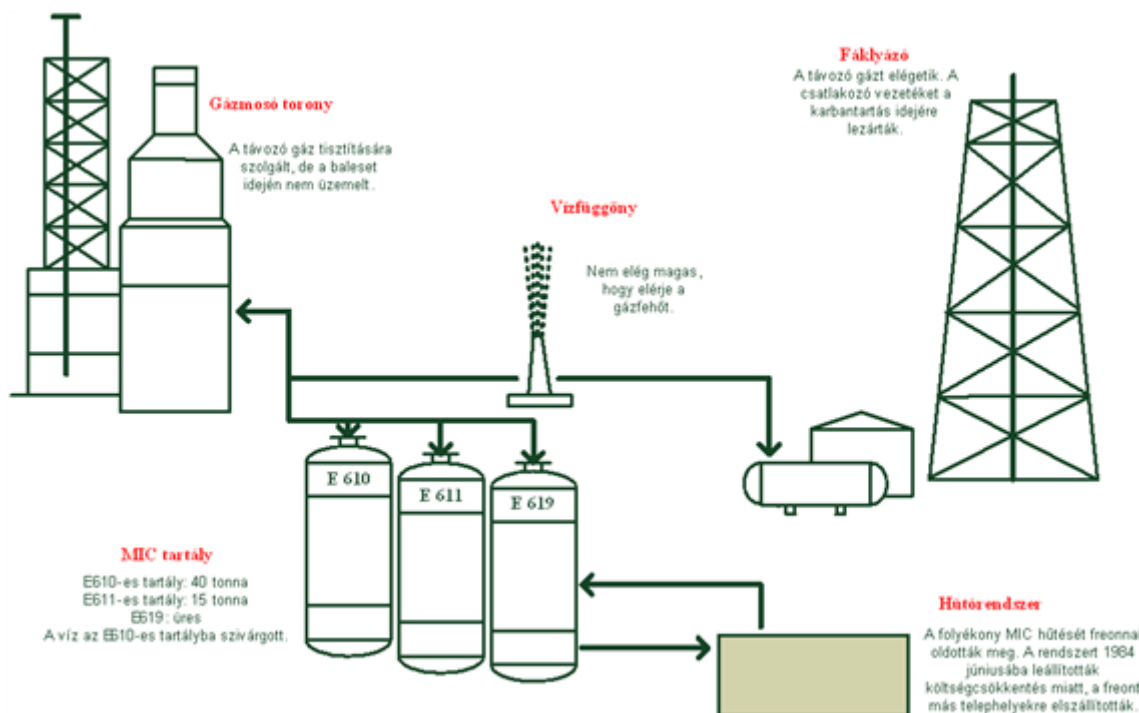 Gázmosó torony
A távozó gáz tisztítására
szolgált, de a baleset
idején nem üzemelt.
Fáklyázó
A távozó gázt elégetik. A
csatlakozó vezetéket a
karbantartás idejére
lezárták.
Vízfüggöny
Nem elég magas,
hogy elérje a
gázfehőt.
E 610
E 611
E 619
MIC tartály
E610-es tartály: 40 tonna
E611-es tartály: 15 tonna
E619: üres
A víz az E610-es tartályba szivárgott.
Hűtőrendszer
A folyékony MIC hűtését freonnal
oldották meg. A rendszert 1984
júniusába leállították
költségcsökkentés miatt, a freont
más telephelyekre elszállították.